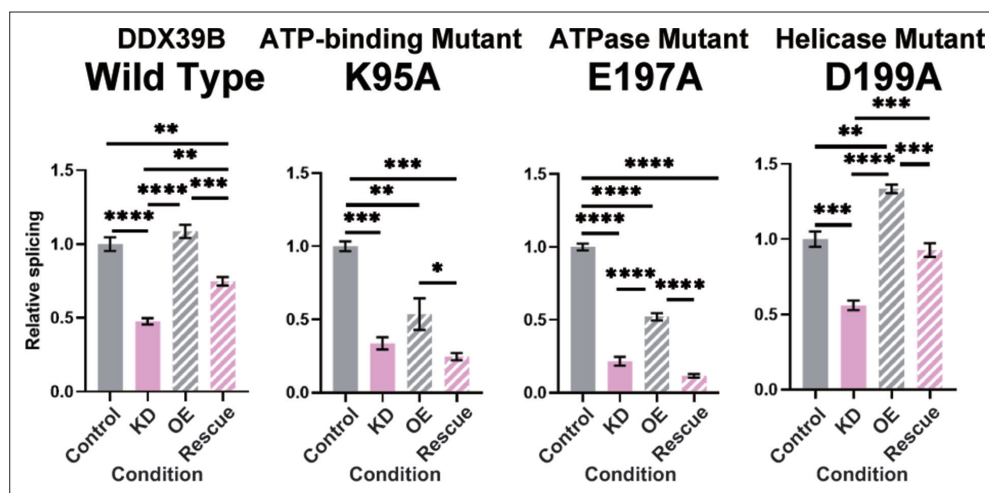 DDX39B
Wild Type
ATP-binding Mutant
K95A
ATPase Mutant
E197A
Helicase Mutant
D199A
Relative splicing
1.5
1.0
0.5
0.0
**
**
**** ***
****
Control
KD
OE
Rescue
Condition
1.5
1.0
0.5
0.0
***
**
***
*
Control
KD
OE
Rescue
Condition
1.5
1.0
0.5
0.0
****
****
****
**** ****
Control
KD
OE
Rescue
Condition
1.5
1.0
0.5
0.0
***
**
**** ***
***
Control
KD
OE
Rescue
Condition